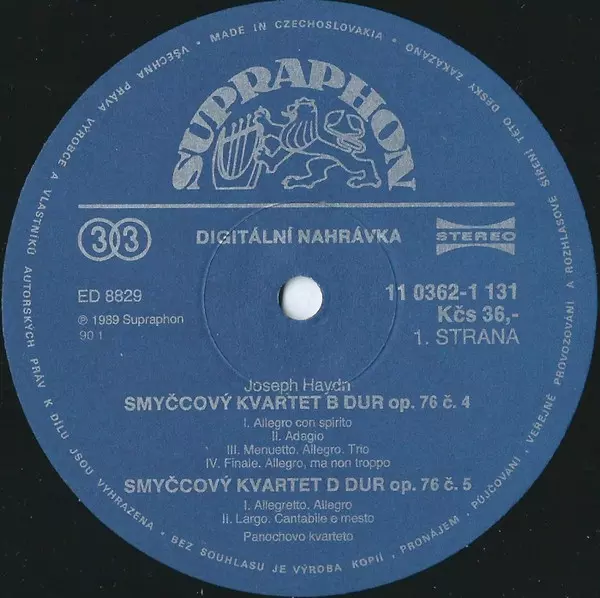 VŠECHNA PRÁVA VÝROBCE A VLASTNÍKŮ AUTORSKÝCH PRÁV K DÍLU JSOU VYHRAZENA • BEZ SOUHLASU JE VÝROBA KOPIÍ, PRONÁJEM, PŮJČOVÁNÍ, VEŘEJNÉ PROVOZOVÁNÍ A ROZHLASOVÉ ŠÍŘENÍ TÉTO DESKY ZAKÁZÁNO
• MADE IN CZECHOSLOVAKIA •
SUPRAPHON
33
DIGITÁLNÍ NAHRÁVKA
STEREO
ED 8829
11 0362-1 131
Kčs 36,-
℗ 1989 Supraphon
90 1
1. STRANA
Joseph Haydn
SMYČCOVÝ KVARTET B DUR op. 76 č. 4
I. Allegro con spirito
II. Adagio
III. Menuetto. Allegro. Trio
IV. Finale. Allegro, ma non troppo
SMYČCOVÝ KVARTET D DUR op. 76 č. 5
I. Allegretto. Allegro
II. Largo. Cantabile e mesto
Panochovo kvarteto